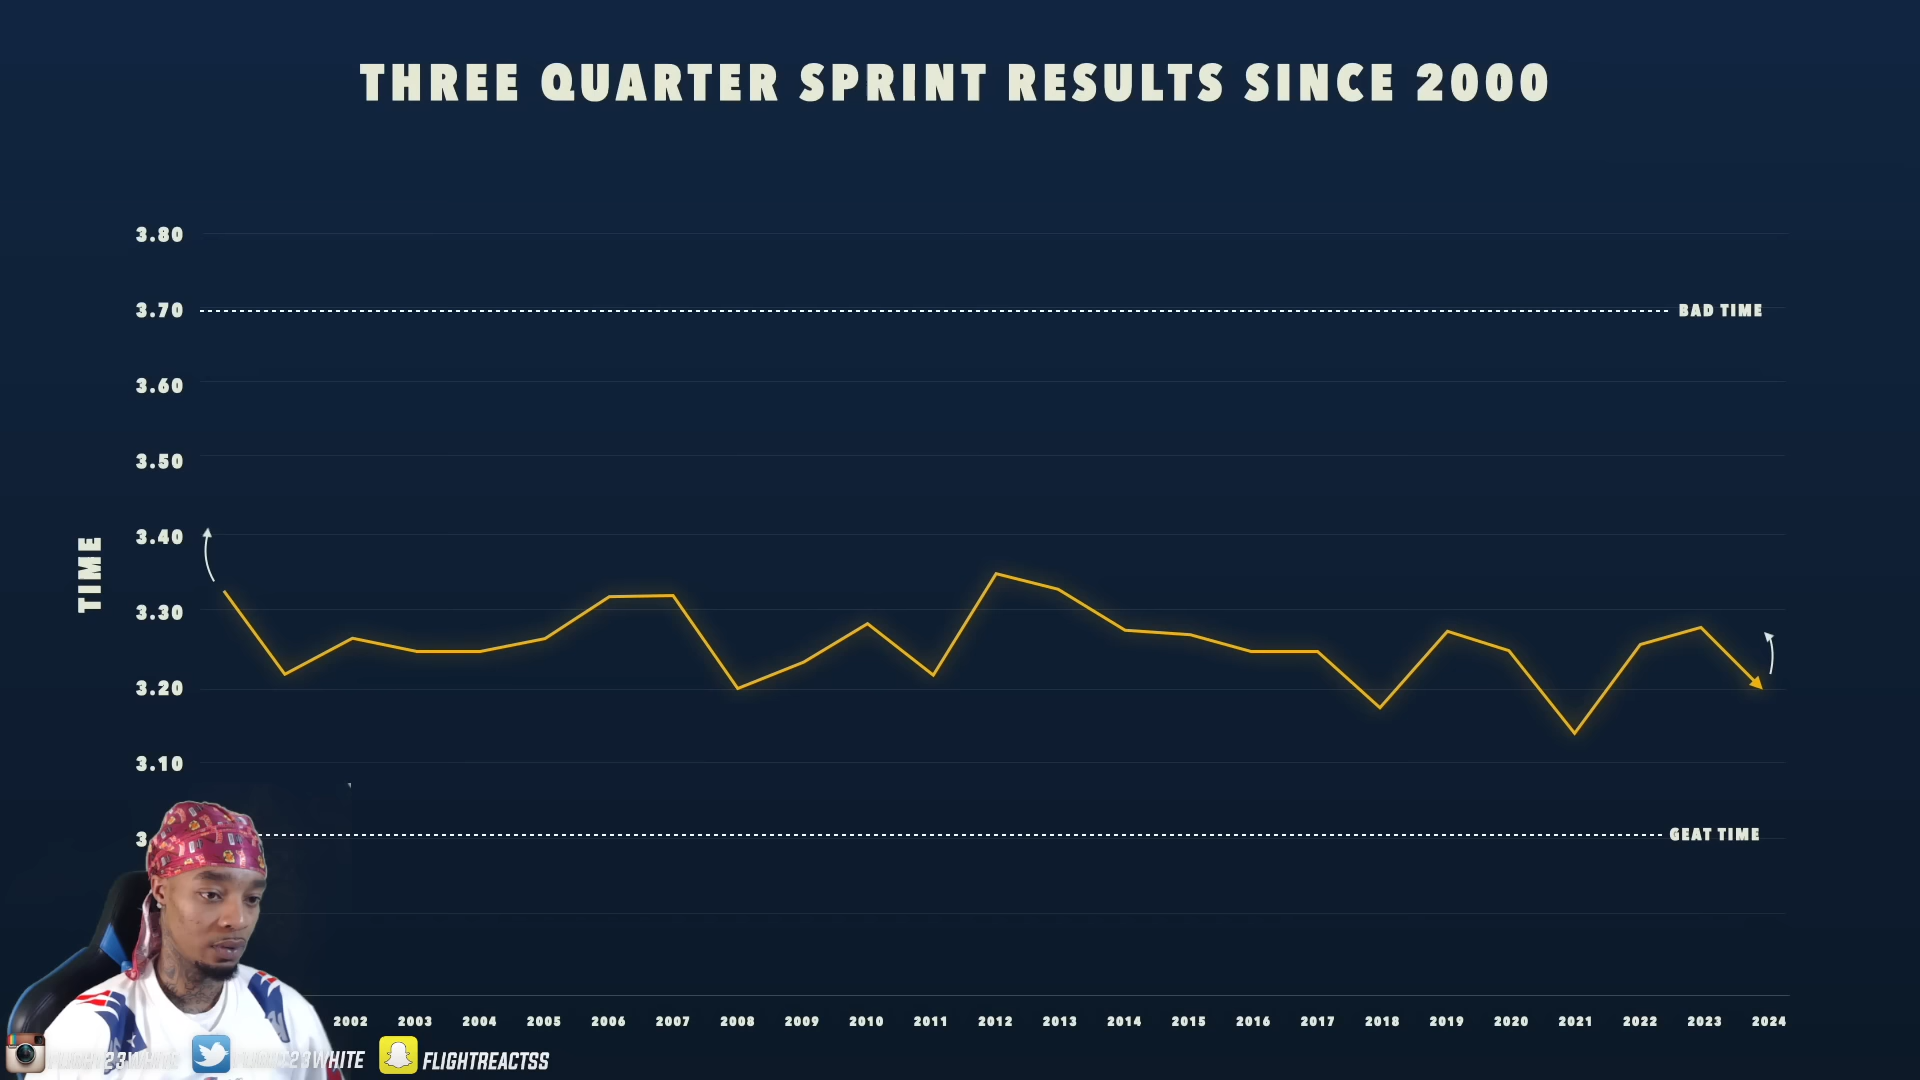 THREE QUARTER SPRINT RESULTS SINCE 2000
3.80
3.70
BAD TIME
3.60
3.50
3.40
TIME
3.30
3.20
3.10
GEAT TIME
2002 2003 2004 2005 2006 2007 2008 2009 2010 2011 2012 2013 2014 2015 2016 2017 2018 2019 2020 2021 2022 2023 2024
FLIGHTREACTSS